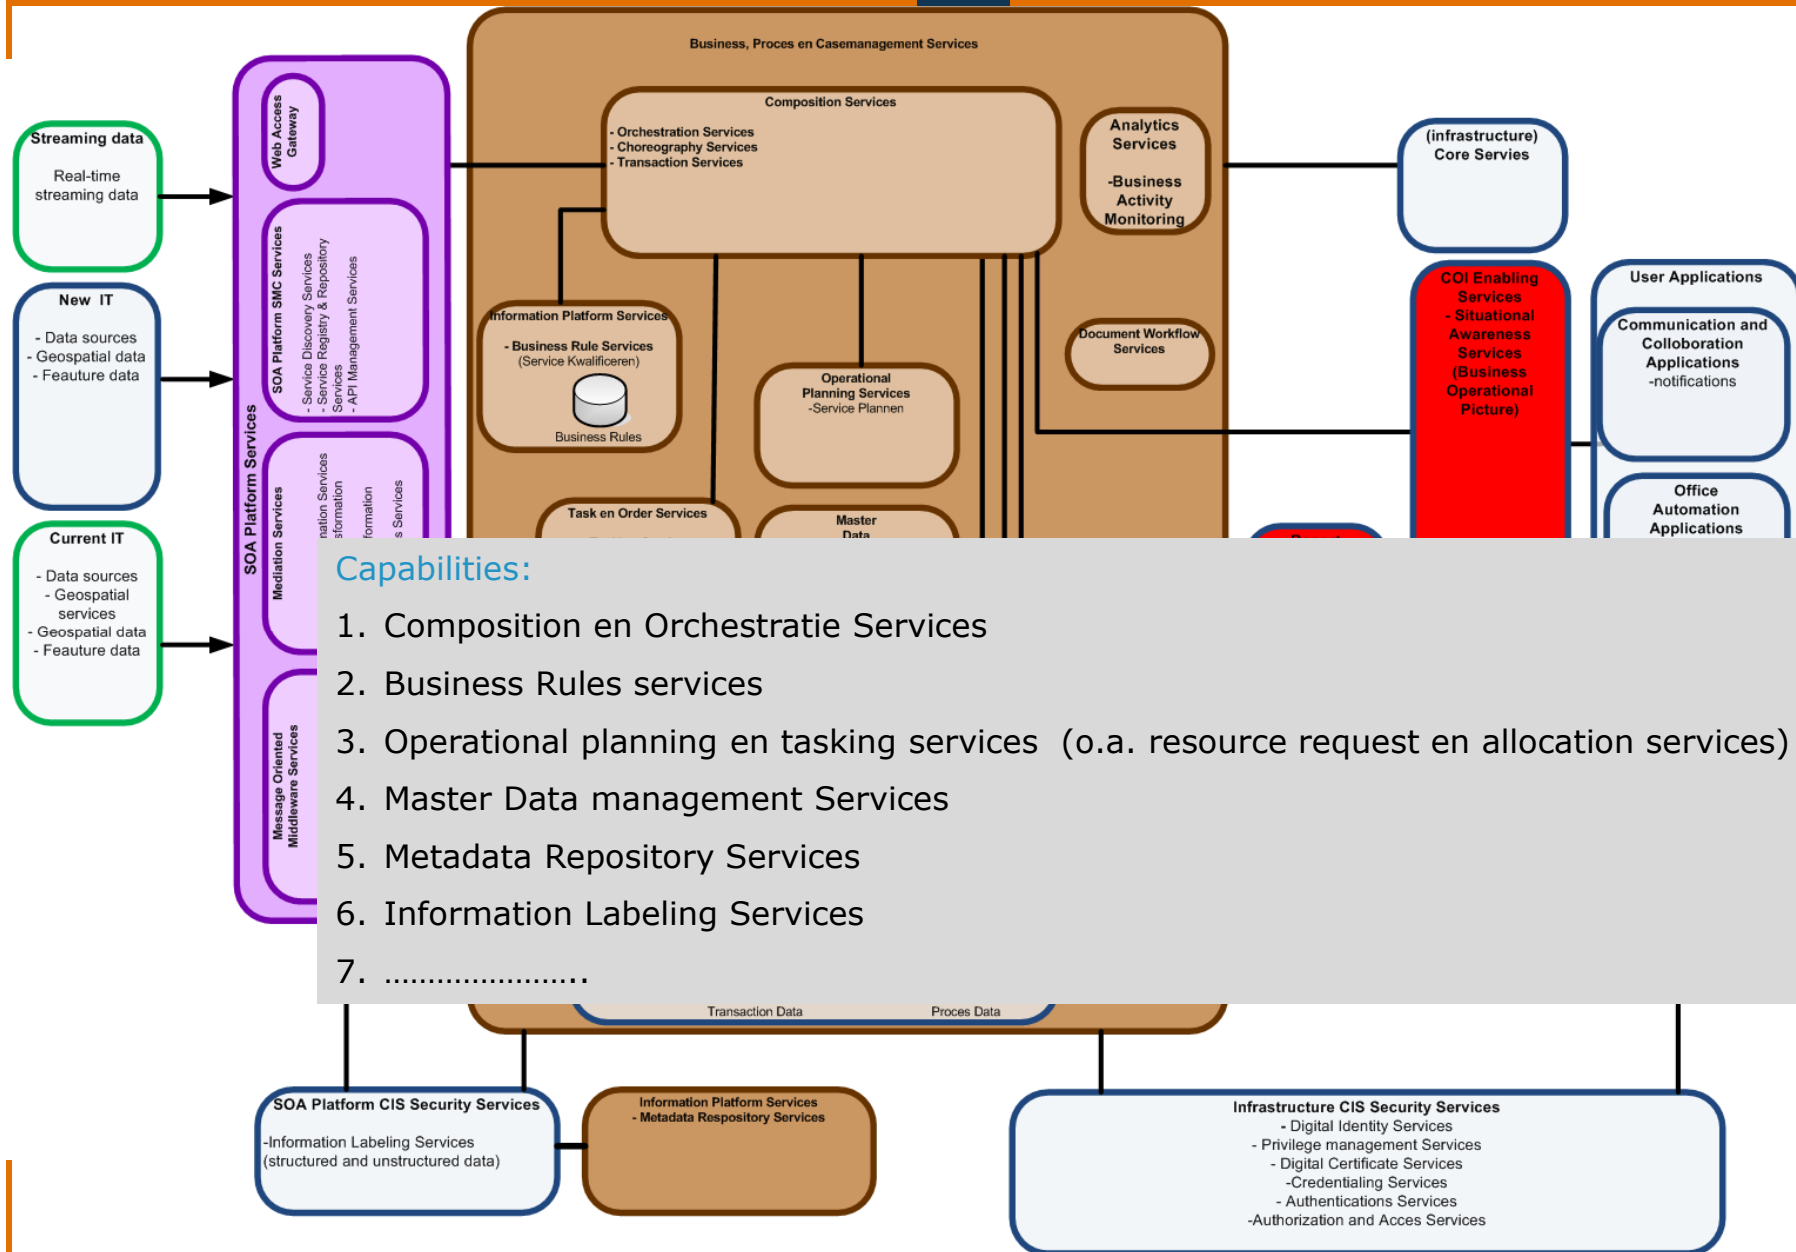 Business, Proces en Casemanagement Services
Composition Services
- Orchestration Services
- Choreography Services
- Transaction Services
Analytics
Services
-Business
Activity
Monitoring
(infrastructure)
Core Servies
Streaming data
Real-time
streaming data
New IT
- Data sources
- Geospatial data
- Feauture data
Current IT
- Data sources
- Geospatial
services
- Geospatial data
- Feauture data
SOA Platform Services
Web Access
Gateway
SOA Platform SMC Services
- Service Discovery Services
- Service Registry & Repository
Services
- API Management Services
Mediation Services
Services
Message Oriented
Middleware Services
Information Platform Services
- Business Rule Services
(Service Kwalificeren)
Business Rules
Operational
Planning Services
-Service Plannen
Document Workflow
Services
Task en Order Services
Master
Data
COI Enabling
Services
- Situational
Awareness
Services
(Business
Operational
Picture)
User Applications
Communication and
Colloboration
Applications
-notifications
Office
Automation
Applications
Capabilities:
1. Composition en Orchestratie Services
2. Business Rules services
3. Operational planning en tasking services (o.a. resource request en allocation services)
4. Master Data management Services
5. Metadata Repository Services
6. Information Labeling Services
7. …………………..
Transaction Data
Proces Data
SOA Platform CIS Security Services
-Information Labeling Services
(structured and unstructured data)
Information Platform Services
- Metadata Respository Services
Infrastructure CIS Security Services
- Digital Identity Services
- Privilege management Services
- Digital Certificate Services
-Credentialing Services
- Authentications Services
-Authorization and Acces Services